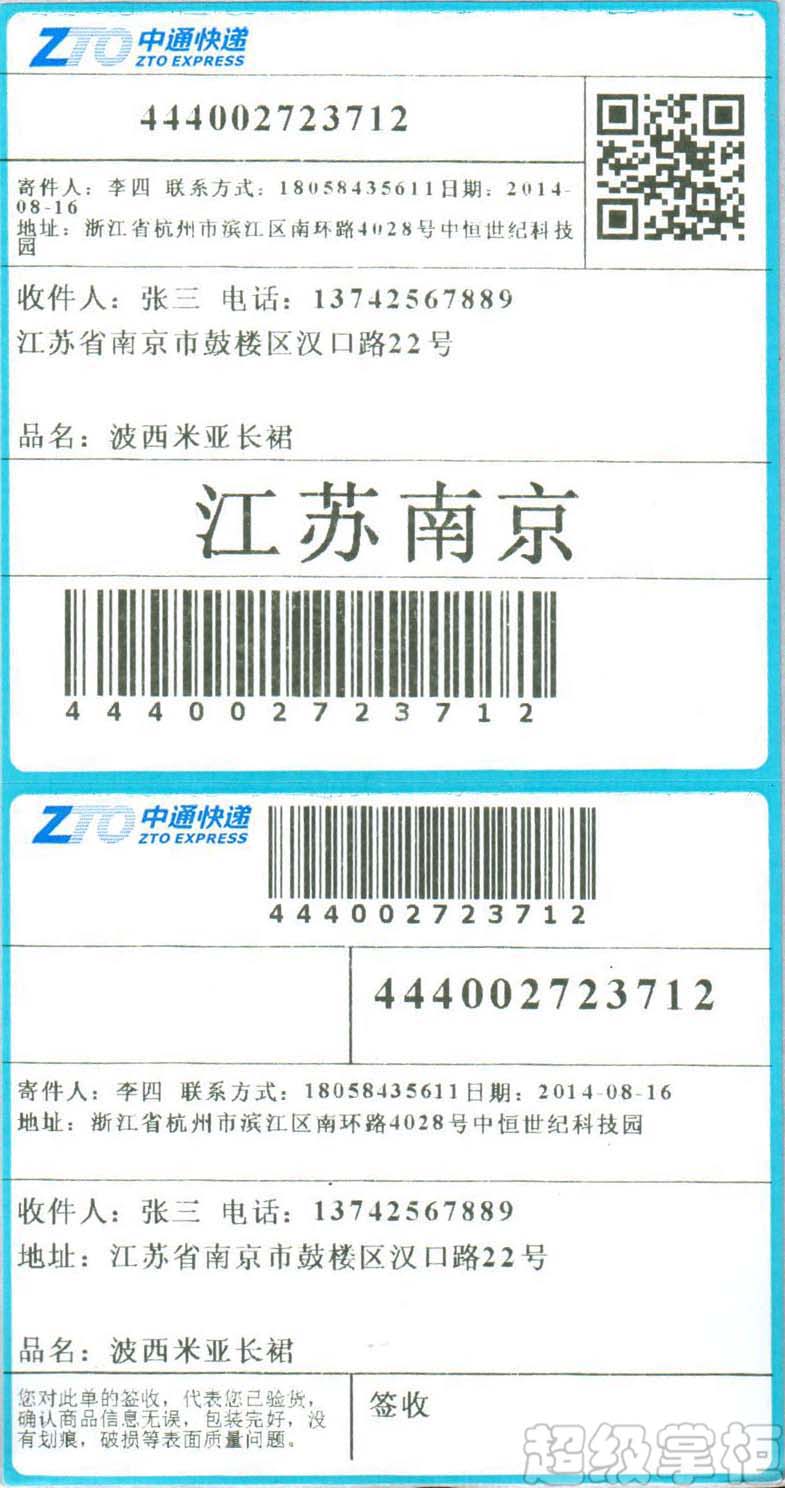 ZTO 中通快递
ZTO EXPRESS
444002723712
寄件人：李四 联系方式：18058435611日期：2014-
08-16
地址：浙江省杭州市滨江区南环路4028号中恒世纪科技
园
收件人：张三 电话：13742567889
江苏省南京市鼓楼区汉口路22号
品名：波西米亚长裙
江苏南京
444002723712
ZTO 中通快递
ZTO EXPRESS
444002723712
444002723712
寄件人：李四 联系方式：18058435611日期：2014-08-16
地址：浙江省杭州市滨江区南环路4028号中恒世纪科技园
收件人：张三 电话：13742567889
地址：江苏省南京市鼓楼区汉口路22号
品名：波西米亚长裙
您对此单的签收，代表您已验货，
确认商品信息无误，包装完好，没
有划痕，破损等表面质量问题。
签收
超级掌柜